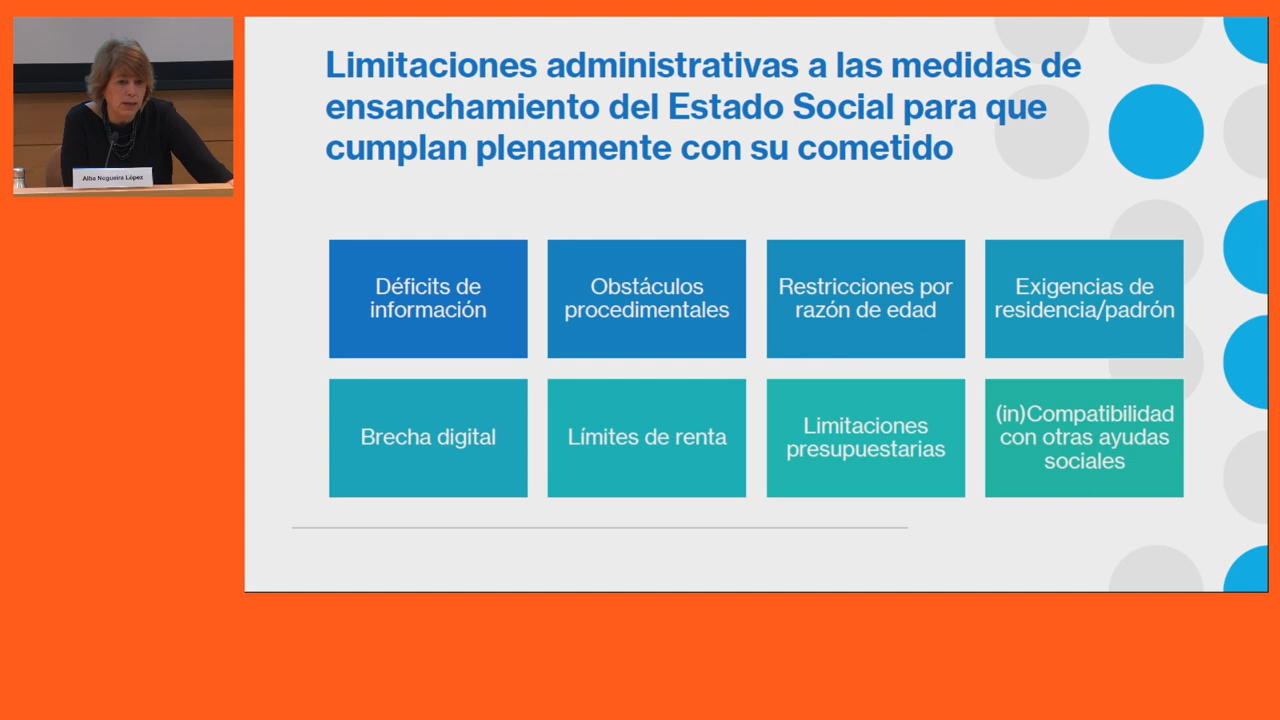 Alba Nogueira López
Limitaciones administrativas a las medidas de
ensanchamiento del Estado Social para que
cumplan plenamente con su cometido
Déficits de
información
Obstáculos
procedimentales
Restricciones por
razón de edad
Exigencias de
residencia/padrón
Brecha digital
Límites de renta
Limitaciones
presupuestarias
(in)Compatibilidad
con otras ayudas
sociales